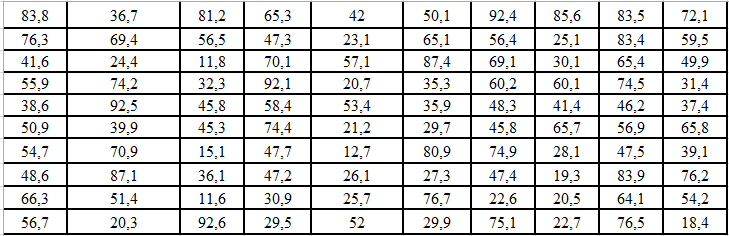 83,8 36,7 81,2 65,3 42 50,1 92,4 85,6 83,5 72,1
76,3 69,4 56,5 47,3 23,1 65,1 56,4 25,1 83,4 59,5
41,6 24,4 11,8 70,1 57,1 87,4 69,1 30,1 65,4 49,9
55,9 74,2 32,3 92,1 20,7 35,3 60,2 60,1 74,5 31,4
38,6 92,5 45,8 58,4 53,4 35,9 48,3 41,4 46,2 37,4
50,9 39,9 45,3 74,4 21,2 29,7 45,8 65,7 56,9 65,8
54,7 70,9 15,1 47,7 12,7 80,9 74,9 28,1 47,5 39,1
48,6 87,1 36,1 47,2 26,1 27,3 47,4 19,3 83,9 76,2
66,3 51,4 11,6 30,9 25,7 76,7 22,6 20,5 64,1 54,2
56,7 20,3 92,6 29,5 52 29,9 75,1 22,7 76,5 18,4